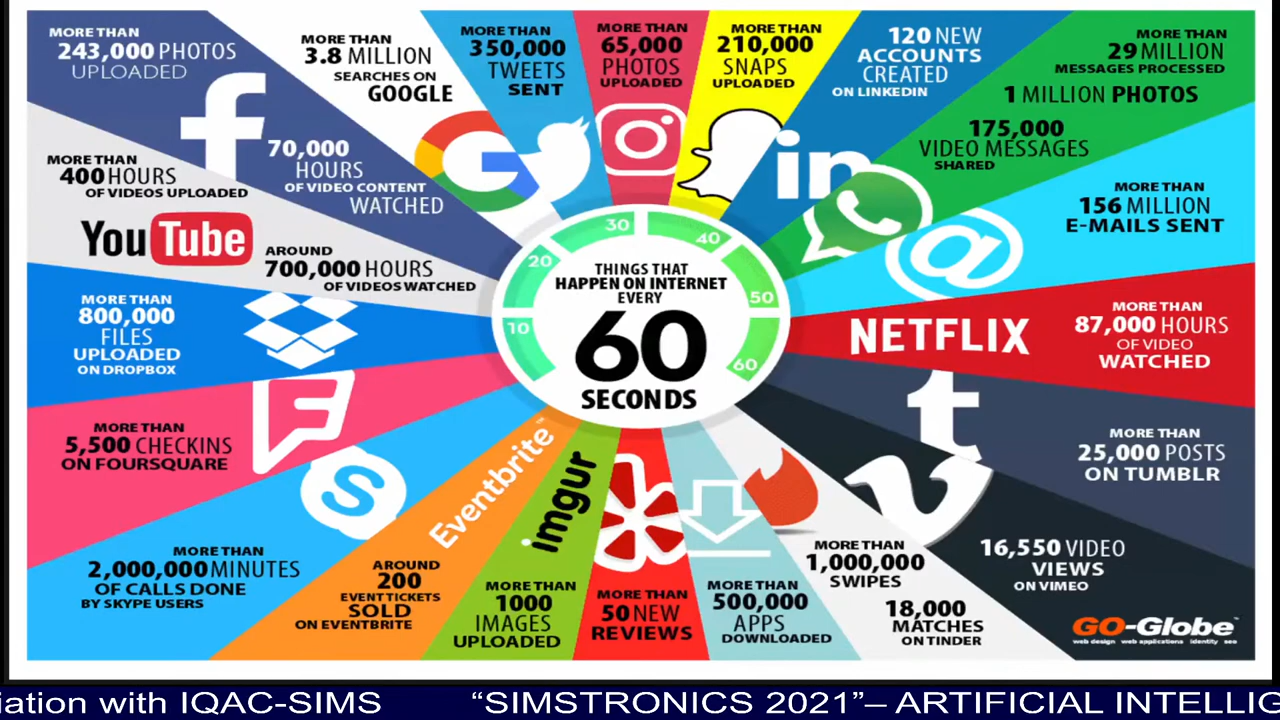 MORE THAN
243,000 PHOTOS
UPLOADED
70,000
HOURS
OF VIDEO CONTENT
WATCHED
MORE THAN
3.8 MILLION
SEARCHES ON
GOOGLE
MORE THAN
350,000
TWEETS
SENT
MORE THAN
65,000
PHOTOS
UPLOADED
MORE THAN
210,000
SNAPS
UPLOADED
120 NEW
ACCOUNTS
CREATED
ON LINKEDIN
in
MORE THAN
29 MILLION
MESSAGES PROCESSED
1 MILLION PHOTOS
175,000
VIDEO MESSAGES
SHARED
MORE THAN
156 MILLION
E-MAILS SENT
@
NETFLIX
MORE THAN
87,000 HOURS
OF VIDEO
WATCHED
t
MORE THAN
25,000 POSTS
ON TUMBLR
v
16,550 VIDEO
VIEWS
ON VIMEO
MORE THAN
1,000,000
SWIPES
18,000
MATCHES
ON TINDER
MORE THAN
500,000
APPS
DOWNLOADED
MORE THAN
50 NEW
REVIEWS
imgur
MORE THAN
1000
IMAGES
UPLOADED
Eventbrite™
AROUND
200
EVENT TICKETS
SOLD
ON EVENTBRITE
S
MORE THAN
2,000,000 MINUTES
OF CALLS DONE
BY SKYPE USERS
MORE THAN
5,500 CHECKINS
ON FOURSQUARE
MORE THAN
800,000
FILES
UPLOADED
ON DROPBOX
MORE THAN
400 HOURS
OF VIDEOS UPLOADED
YouTube
AROUND
700,000 HOURS
OF VIDEOS WATCHED
f
G
10
20
30
40
50
60
THINGS THAT
HAPPEN ON INTERNET
EVERY
60
SECONDS
GO-Globe™
web design web applications identity seo
iation with IQAC-SIMS “SIMSTRONICS 2021”– ARTIFICIAL INTELLIG